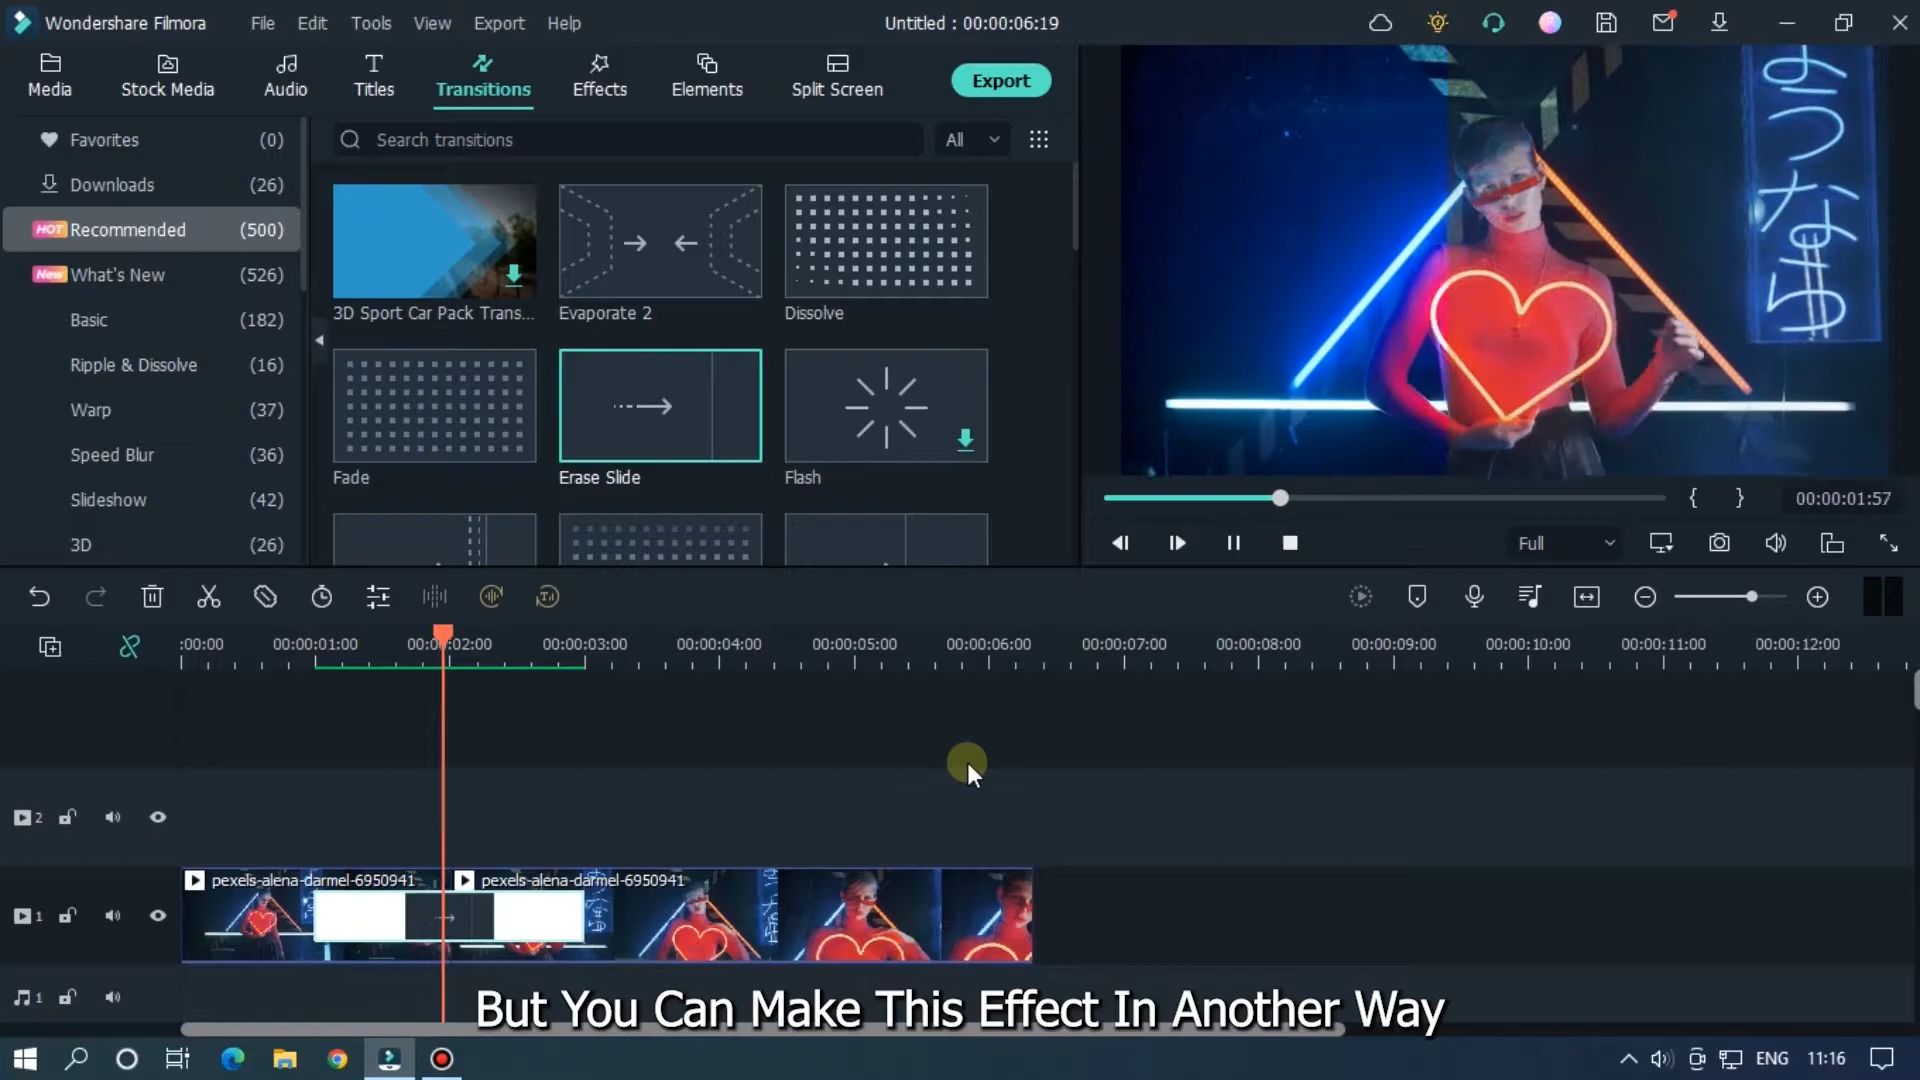 Wondershare Filmora
File
Edit
Tools
View
Export
Help
Untitled : 00:00:06:19
Media
Stock Media
Audio
Titles
Transitions
Effects
Elements
Split Screen
Export
Favorites (0)
Downloads (26)
HOT Recommended (500)
New What's New (526)
Basic (182)
Ripple & Dissolve (16)
Warp (37)
Speed Blur (36)
Slideshow (42)
3D (26)
Search transitions
All
3D Sport Car Pack Trans...
Evaporate 2
Dissolve
Fade
Erase Slide
Flash
{ }
00:00:01:57
Full
:00:00
00:00:01:00
00:00:02:00
00:00:03:00
00:00:04:00
00:00:05:00
00:00:06:00
00:00:07:00
00:00:08:00
00:00:09:00
00:00:10:00
00:00:11:00
00:00:12:00
2
pexels-alena-darmel-6950941
pexels-alena-darmel-6950941
1
1
But You Can Make This Effect In Another Way
ENG
11:16